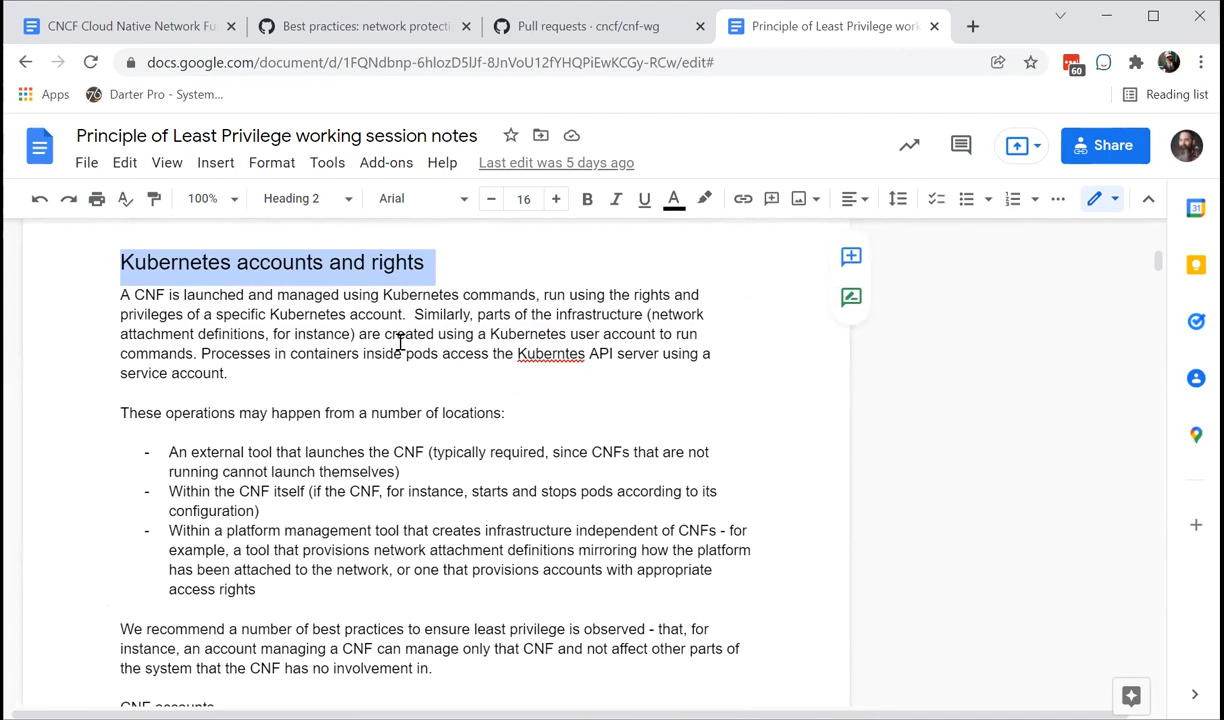 CNCF Cloud Native Network Fu
Best practices: network protecti
Pull requests · cncf/cnf-wg
Principle of Least Privilege worki
docs.google.com/document/d/1FQNdbnp-6hlozD5lJf-8JnVoU12fYHQPiEwKCGy-RCw/edit#
60
Apps
Darter Pro - System...
Reading list
Principle of Least Privilege working session notes
File Edit View Insert Format Tools Add-ons Help Last edit was 5 days ago
Share
100% Heading 2 Arial 16 B I U A
31
Kubernetes accounts and rights
A CNF is launched and managed using Kubernetes commands, run using the rights and
privileges of a specific Kubernetes account.  Similarly, parts of the infrastructure (network
attachment definitions, for instance) are created using a Kubernetes user account to run
commands. Processes in containers inside pods access the Kuberntes API server using a
service account.
These operations may happen from a number of locations:
- An external tool that launches the CNF (typically required, since CNFs that are not
running cannot launch themselves)
- Within the CNF itself (if the CNF, for instance, starts and stops pods according to its
configuration)
- Within a platform management tool that creates infrastructure independent of CNFs - for
example, a tool that provisions network attachment definitions mirroring how the platform
has been attached to the network, or one that provisions accounts with appropriate
access rights
We recommend a number of best practices to ensure least privilege is observed - that, for
instance, an account managing a CNF can manage only that CNF and not affect other parts of
the system that the CNF has no involvement in.
CNF accounts